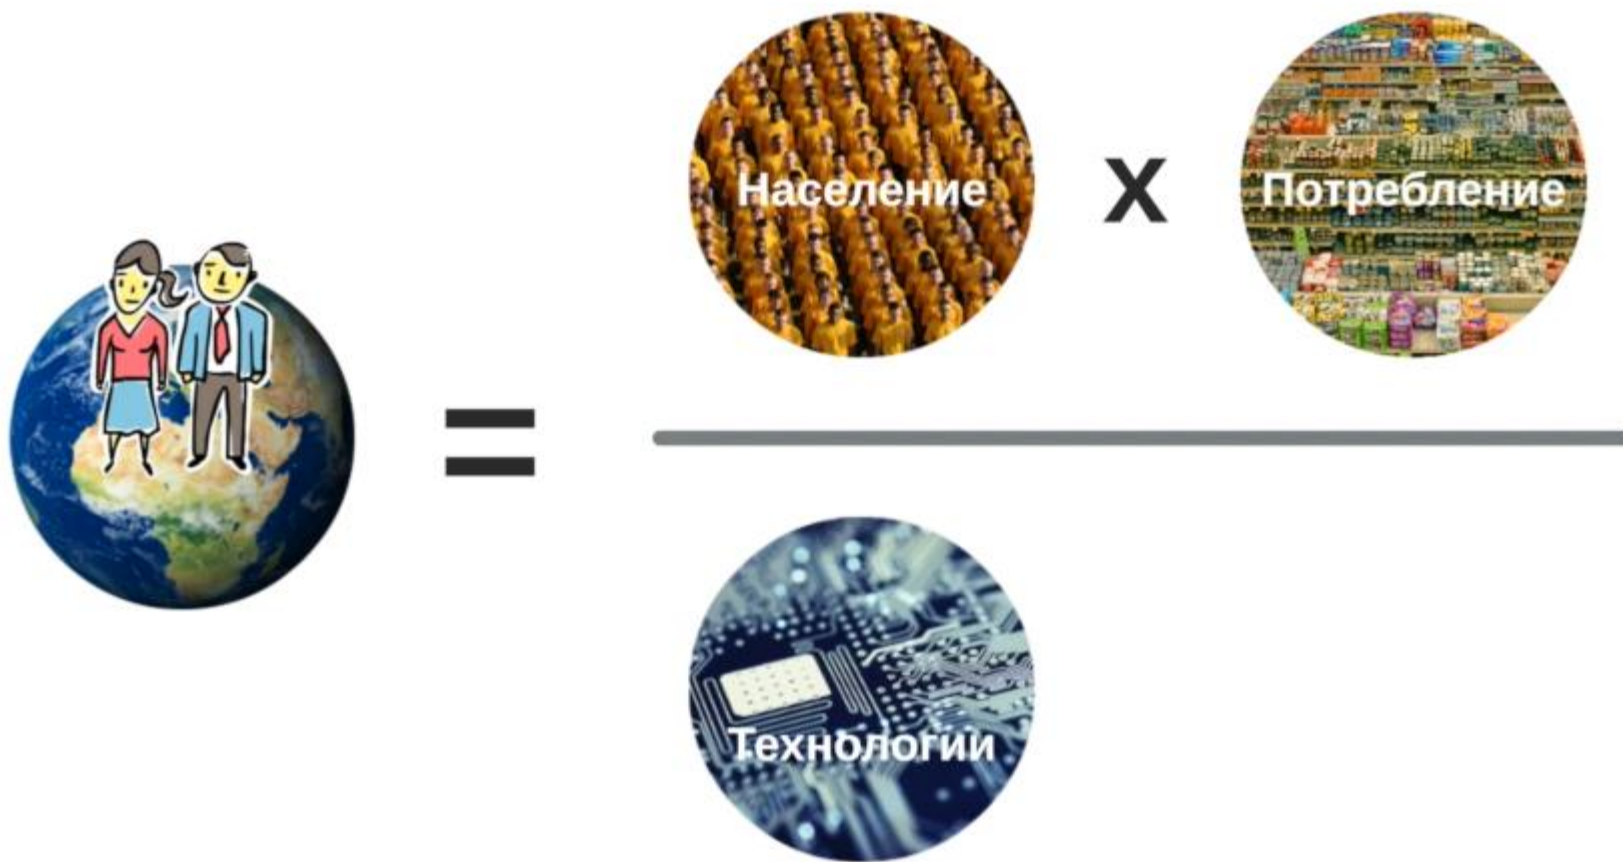 Население
X
Потребление
=
Технологии